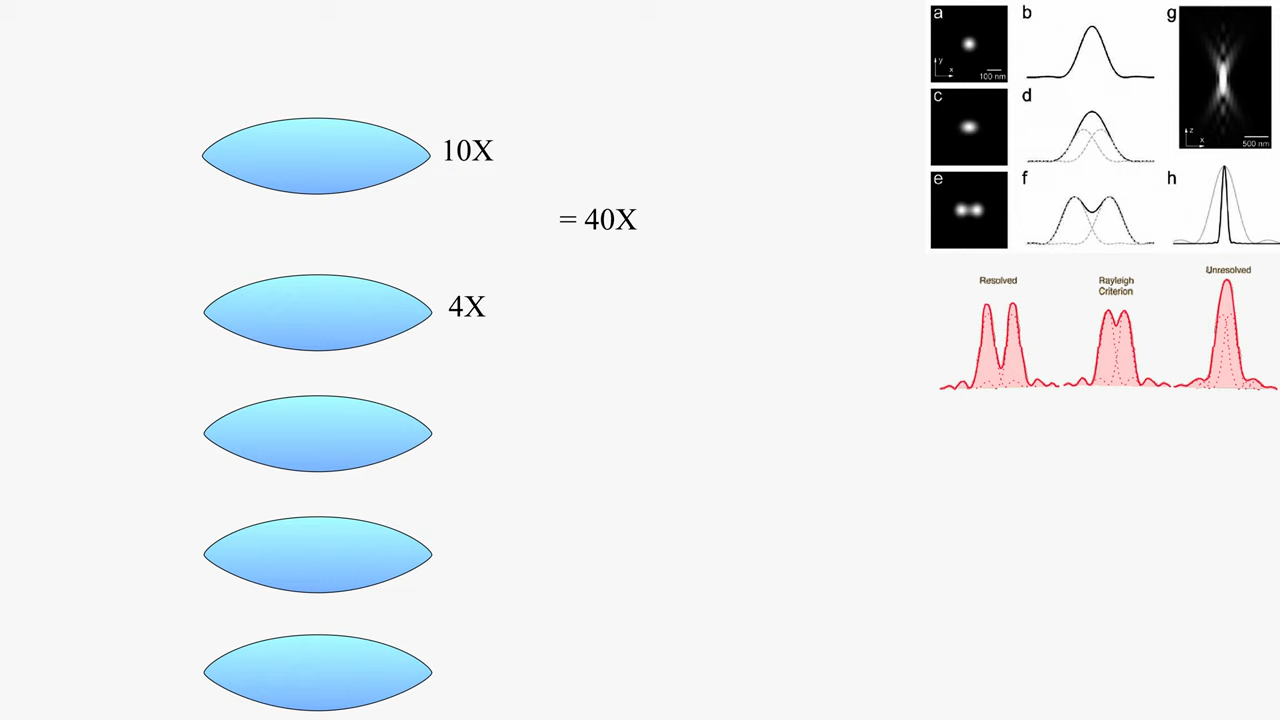 10X
= 40X
4X
a
y
x
100 nm
b
g
z
x
500 nm
c
d
e
f
h
Resolved
Rayleigh
Criterion
Unresolved